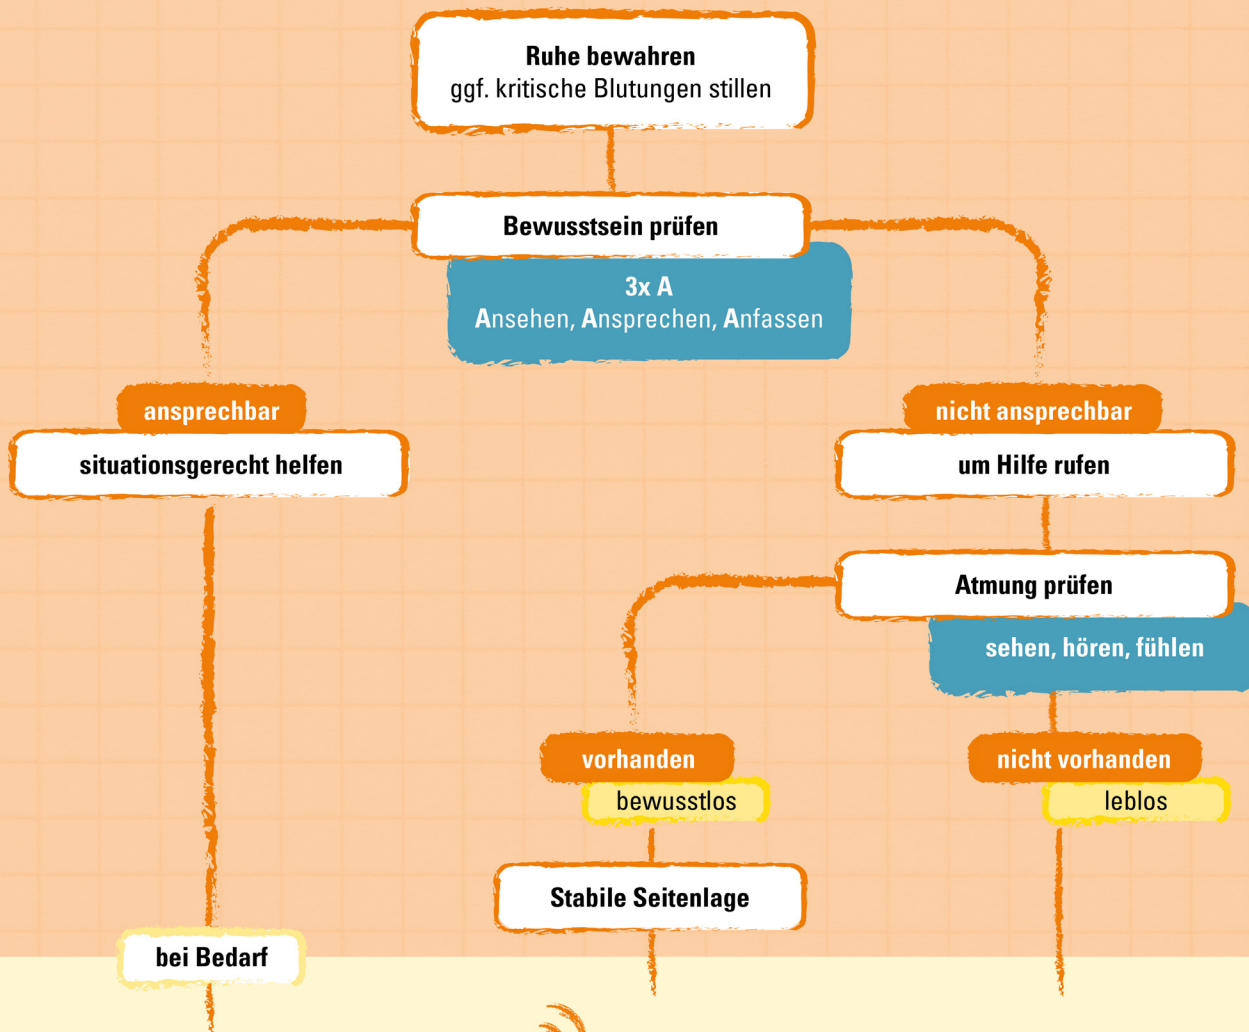 Ruhe bewahren
ggf. kritische Blutungen stillen
Bewusstsein prüfen
3x A
Ansehen, Ansprechen, Anfassen
ansprechbar
situationsgerecht helfen
nicht ansprechbar
um Hilfe rufen
Atmung prüfen
sehen, hören, fühlen
vorhanden
bewusstlos
nicht vorhanden
leblos
Stabile Seitenlage
bei Bedarf